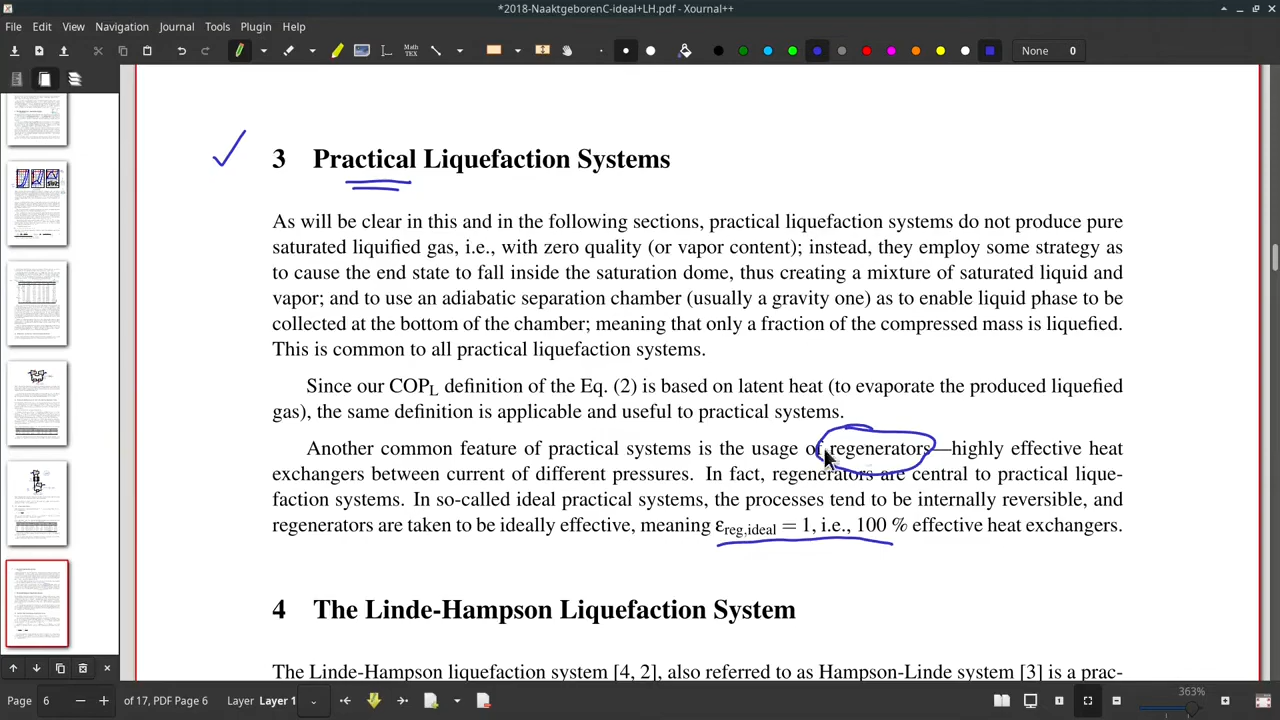 *2018-NaaktgeborenC-ideal+LH.pdf - Xournal++
File Edit View Navigation Journal Tools Plugin Help
Math TEX
None 0
3 Practical Liquefaction Systems
As will be clear in this and in the following sections, practical liquefaction systems do not produce pure
saturated liquified gas, i.e., with zero quality (or vapor content); instead, they employ some strategy as
to cause the end state to fall inside the saturation dome, thus creating a mixture of saturated liquid and
vapor; and to use an adiabatic separation chamber (usually a gravity one) as to enable liquid phase to be
collected at the bottom of the chamber; meaning that only a fraction of the compressed mass is liquefied.
This is common to all practical liquefaction systems.
Since our COPL definition of the Eq. (2) is based on latent heat (to evaporate the produced liquefied
gas), the same definition is applicable and useful to practical systems.
Another common feature of practical systems is the usage of regenerators—highly effective heat
exchangers between current of different pressures. In fact, regenerators are central to practical lique-
faction systems. In so-called ideal practical systems, the processes tend to be internally reversible, and
regenerators are taken to be ideally effective, meaning εreg,ideal = 1, i.e., 100 % effective heat exchangers.
4 The Linde-Hampson Liquefaction System
The Linde-Hampson liquefaction system [4, 2], also referred to as Hampson-Linde system [3] is a prac-
Page 6 of 17, PDF Page 6 Layer Layer 1 363%